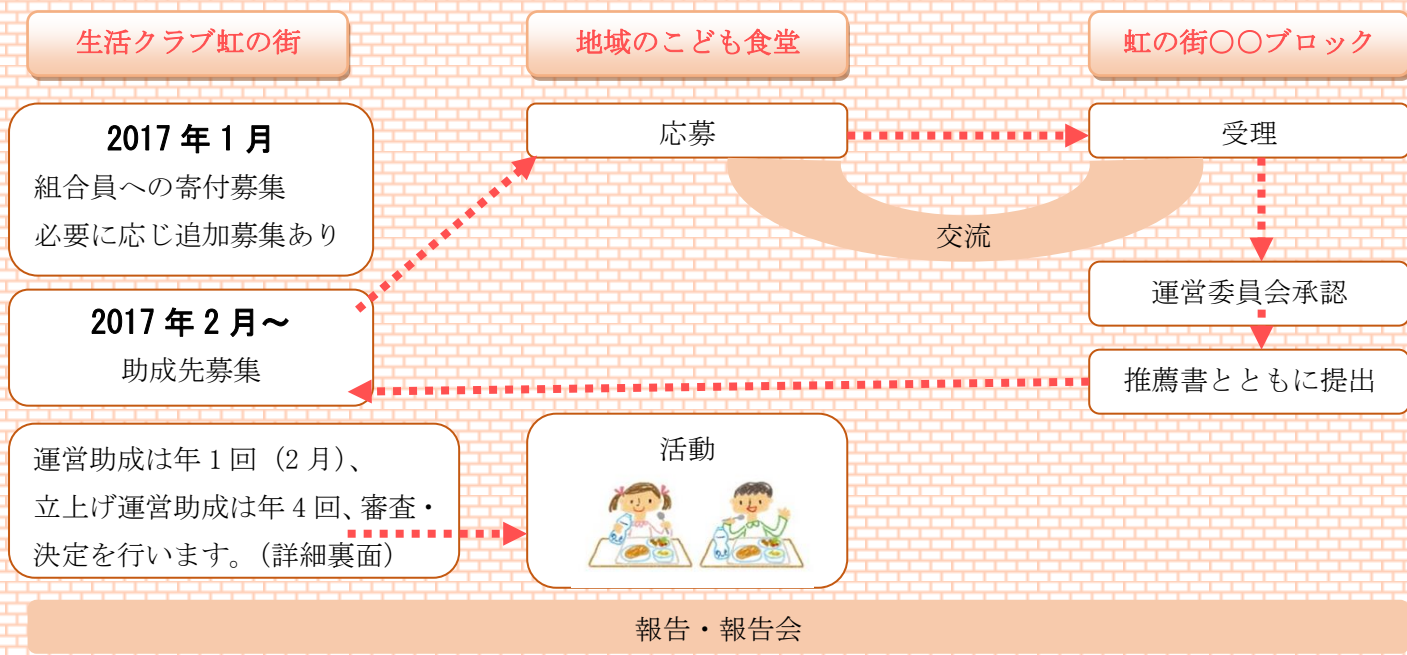 生活クラブ虹の街
地域のこども食堂
虹の街〇〇ブロック
2017年1月
組合員への寄付募集
必要に応じ追加募集あり
応募
受理
交流
運営委員会承認
2017年2月～
助成先募集
推薦書とともに提出
運営助成は年1回（2月）、
立上げ運営助成は年4回、審査・
決定を行います。（詳細裏面）
活動
報告・報告会